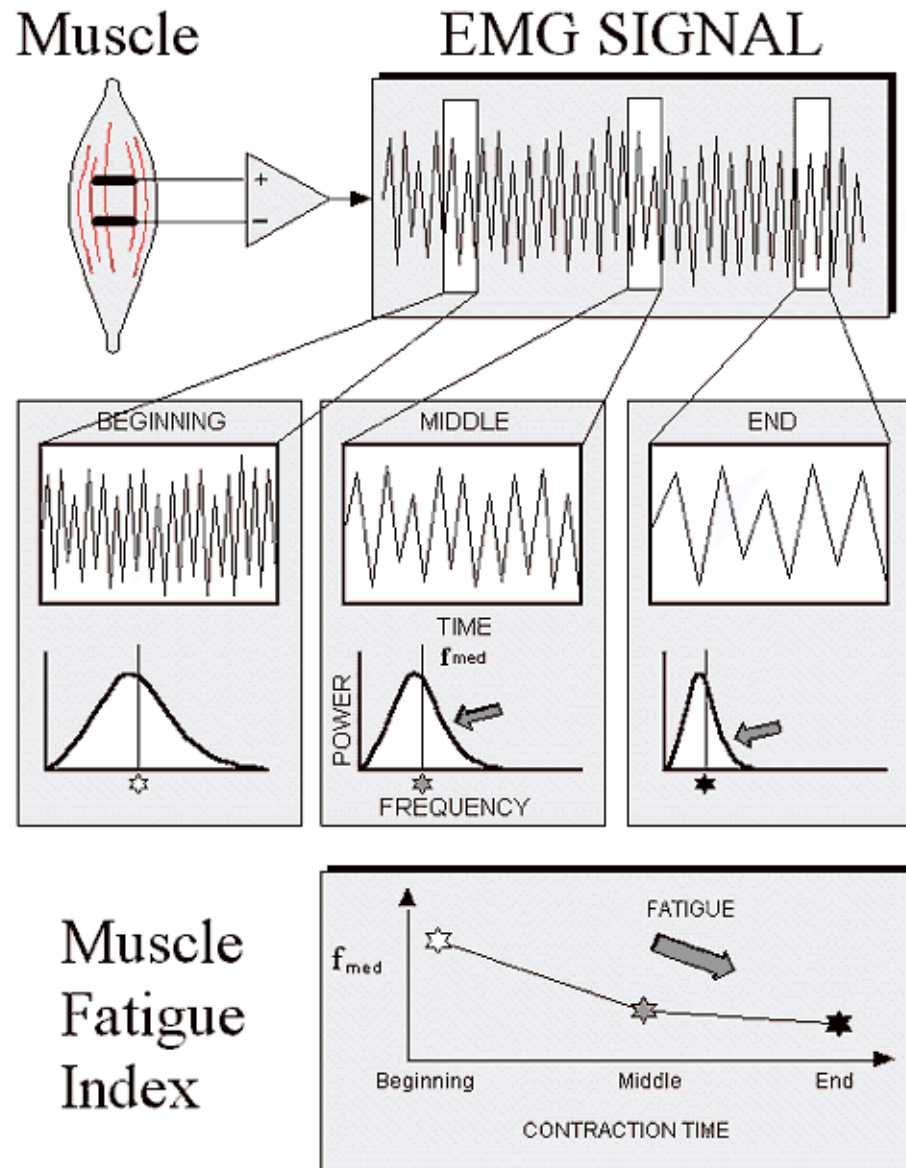 Muscle
EMG SIGNAL
+
−
BEGINNING
MIDDLE
END
TIME
fmed
POWER
FREQUENCY
Muscle
Fatigue
Index
FATIGUE
fmed
Beginning
Middle
End
CONTRACTION TIME